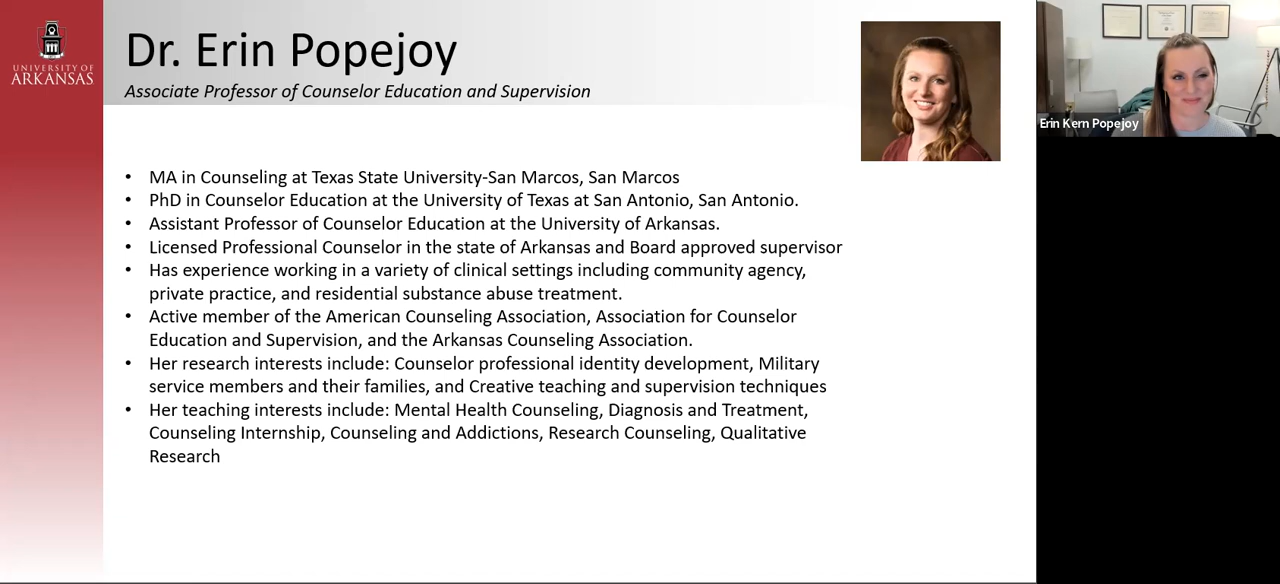 UNIVERSITY OF
ARKANSAS
Dr. Erin Popejoy
Associate Professor of Counselor Education and Supervision
• MA in Counseling at Texas State University-San Marcos, San Marcos
• PhD in Counselor Education at the University of Texas at San Antonio, San Antonio.
• Assistant Professor of Counselor Education at the University of Arkansas.
• Licensed Professional Counselor in the state of Arkansas and Board approved supervisor
• Has experience working in a variety of clinical settings including community agency,
private practice, and residential substance abuse treatment.
• Active member of the American Counseling Association, Association for Counselor
Education and Supervision, and the Arkansas Counseling Association.
• Her research interests include: Counselor professional identity development, Military
service members and their families, and Creative teaching and supervision techniques
• Her teaching interests include: Mental Health Counseling, Diagnosis and Treatment,
Counseling Internship, Counseling and Addictions, Research Counseling, Qualitative
Research
Erin Kern Popejoy